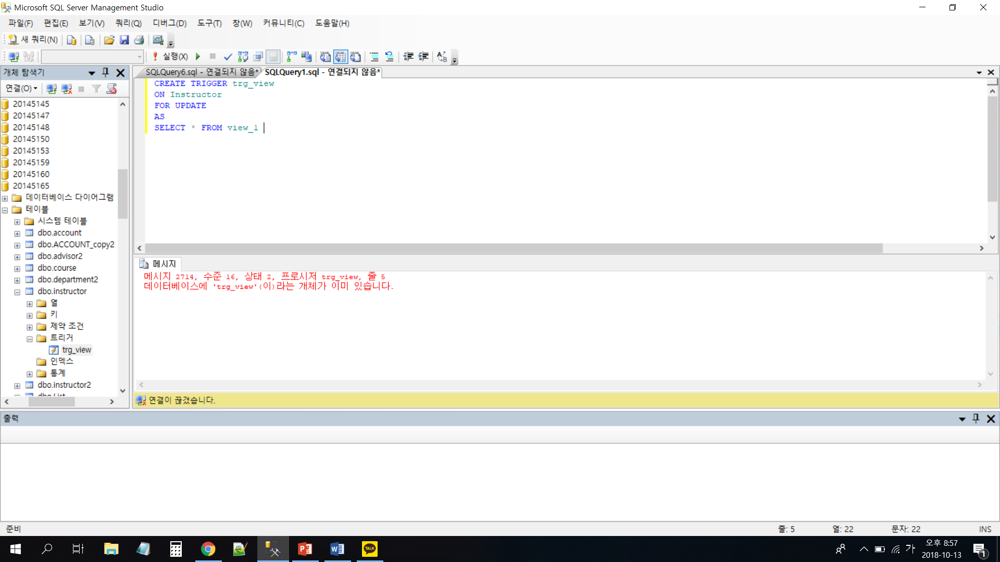 Microsoft SQL Server Management Studio
파일(F) 편집(E) 보기(V) 쿼리(Q) 디버그(D) 도구(T) 창(W) 커뮤니티(C) 도움말(H)
새 쿼리(N)
실행(X)
개체 탐색기
연결(O)
20145145
20145147
20145148
20145150
20145153
20145159
20145160
20145165
데이터베이스 다이어그램
테이블
시스템 테이블
dbo.account
dbo.ACCOUNT_copy2
dbo.advisor2
dbo.course
dbo.department2
dbo.instructor
열
키
제약 조건
트리거
trg_view
인덱스
통계
dbo.instructor2
dbo.List
SQLQuery6.sql - 연결되지 않음* SQLQuery1.sql - 연결되지 않음*
CREATE TRIGGER trg_view
ON Instructor
FOR UPDATE
AS
SELECT * FROM view_1
메시지
메시지 2714, 수준 16, 상태 2, 프로시저 trg_view, 줄 5
데이터베이스에 'trg_view'(이)라는 개체가 이미 있습니다.
연결이 끊겼습니다.
출력
준비 줄: 5 열: 22 문자: 22 INS
TALK
가
오후 8:57
2018-10-13
1